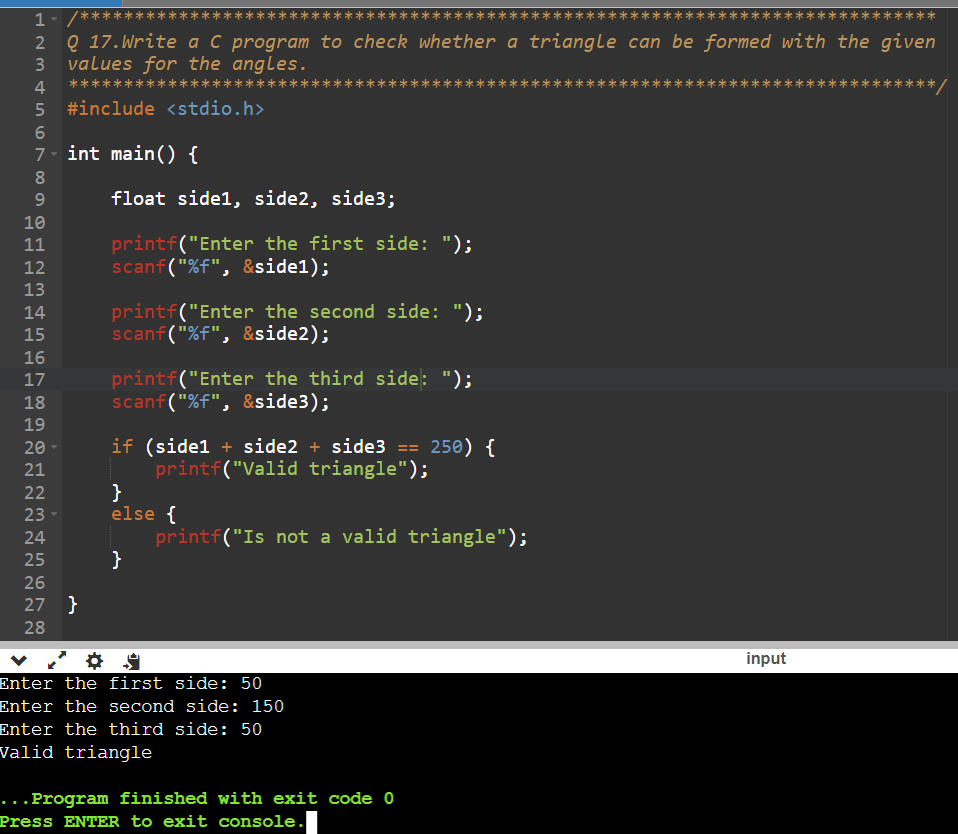 1 /******************************************************************************
2 Q 17.Write a C program to check whether a triangle can be formed with the given
3 values for the angles.
4 *******************************************************************************/
5 #include <stdio.h>
6
7 int main() {
8
9     float side1, side2, side3;
10
11     printf("Enter the first side: ");
12     scanf("%f", &side1);
13
14     printf("Enter the second side: ");
15     scanf("%f", &side2);
16
17     printf("Enter the third side: ");
18     scanf("%f", &side3);
19
20     if (side1 + side2 + side3 == 250) {
21         printf("Valid triangle");
22     }
23     else {
24         printf("Is not a valid triangle");
25     }
26
27 }
28
input
Enter the first side: 50
Enter the second side: 150
Enter the third side: 50
Valid triangle
...Program finished with exit code 0
Press ENTER to exit console.